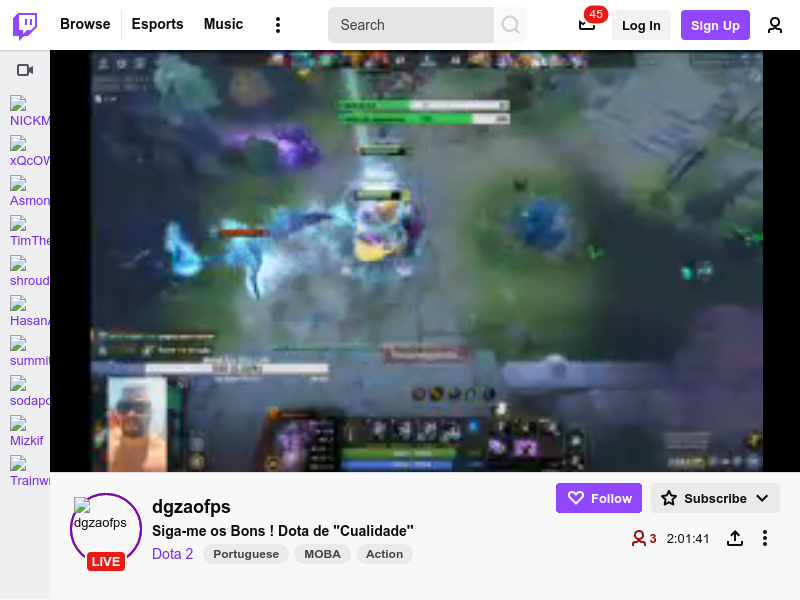 Browse
Esports
Music
Search
45
Log In
Sign Up
NICKM
xQcOW
Asmon
TimThe
shroud
HasanA
summit
sodapo
Mizkif
Trainw
dgzaofps
LIVE
dgzaofps
Siga-me os Bons ! Dota de "Cualidade"
Dota 2
Portuguese
MOBA
Action
Follow
Subscribe
3
2:01:41